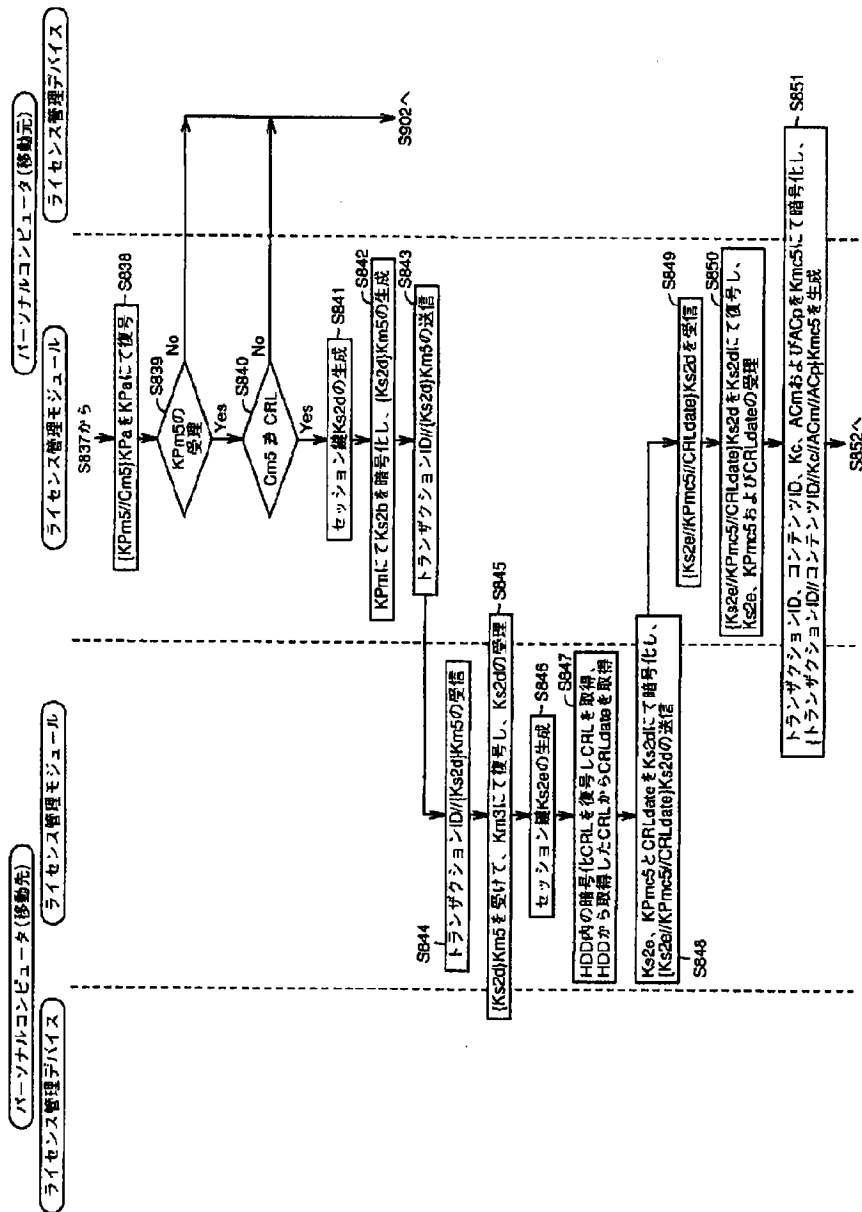 パーソナルコンピュータ(移動先)
パーソナルコンピュータ(移動元)
ライセンス管理デバイス
ライセンス管理モジュール
ライセンス管理モジュール
ライセンス管理デバイス
S837から
{KPm5//Cm5}KPaをKPaにて復号
S838
KPm5の
受理
S839
No
Yes
Cm5 ∌ CRL
S840
No
Yes
S902へ
セッション鍵Ks2dの生成
S841
KPmにてKs2bを暗号化し、{Ks2d}Km5の生成
S842
トランザクションID//{Ks2d}Km5の送信
S843
トランザクションID//{Ks2d}Km5の受信
S844
{Ks2d}Km5を受けて、Km3にて復号し、Ks2dの受理
S845
セッション鍵Ks2eの生成
S846
HDD内の暗号化CRLを復号しCRLを取得、
HDDから取得したCRLからCRLdateを取得
S847
Ks2e、KPmc5とCRLdateをKs2dにて暗号化し、
{Ks2e//KPmc5//CRLdate}Ks2dの送信
S848
{Ks2e//KPmc5//CRLdate}Ks2dを受信
S849
{Ks2e//KPmc5//CRLdate}Ks2dをKs2dにて復号し、
Ks2e、KPmc5およびCRLdateの受理
S850
トランザクションID、コンテンツID、Kc、ACmおよびACpをKmc5にて暗号化し、
{トランザクションID//コンテンツID//Kc//ACm//ACp}Kmc5を生成
S851
S852へ